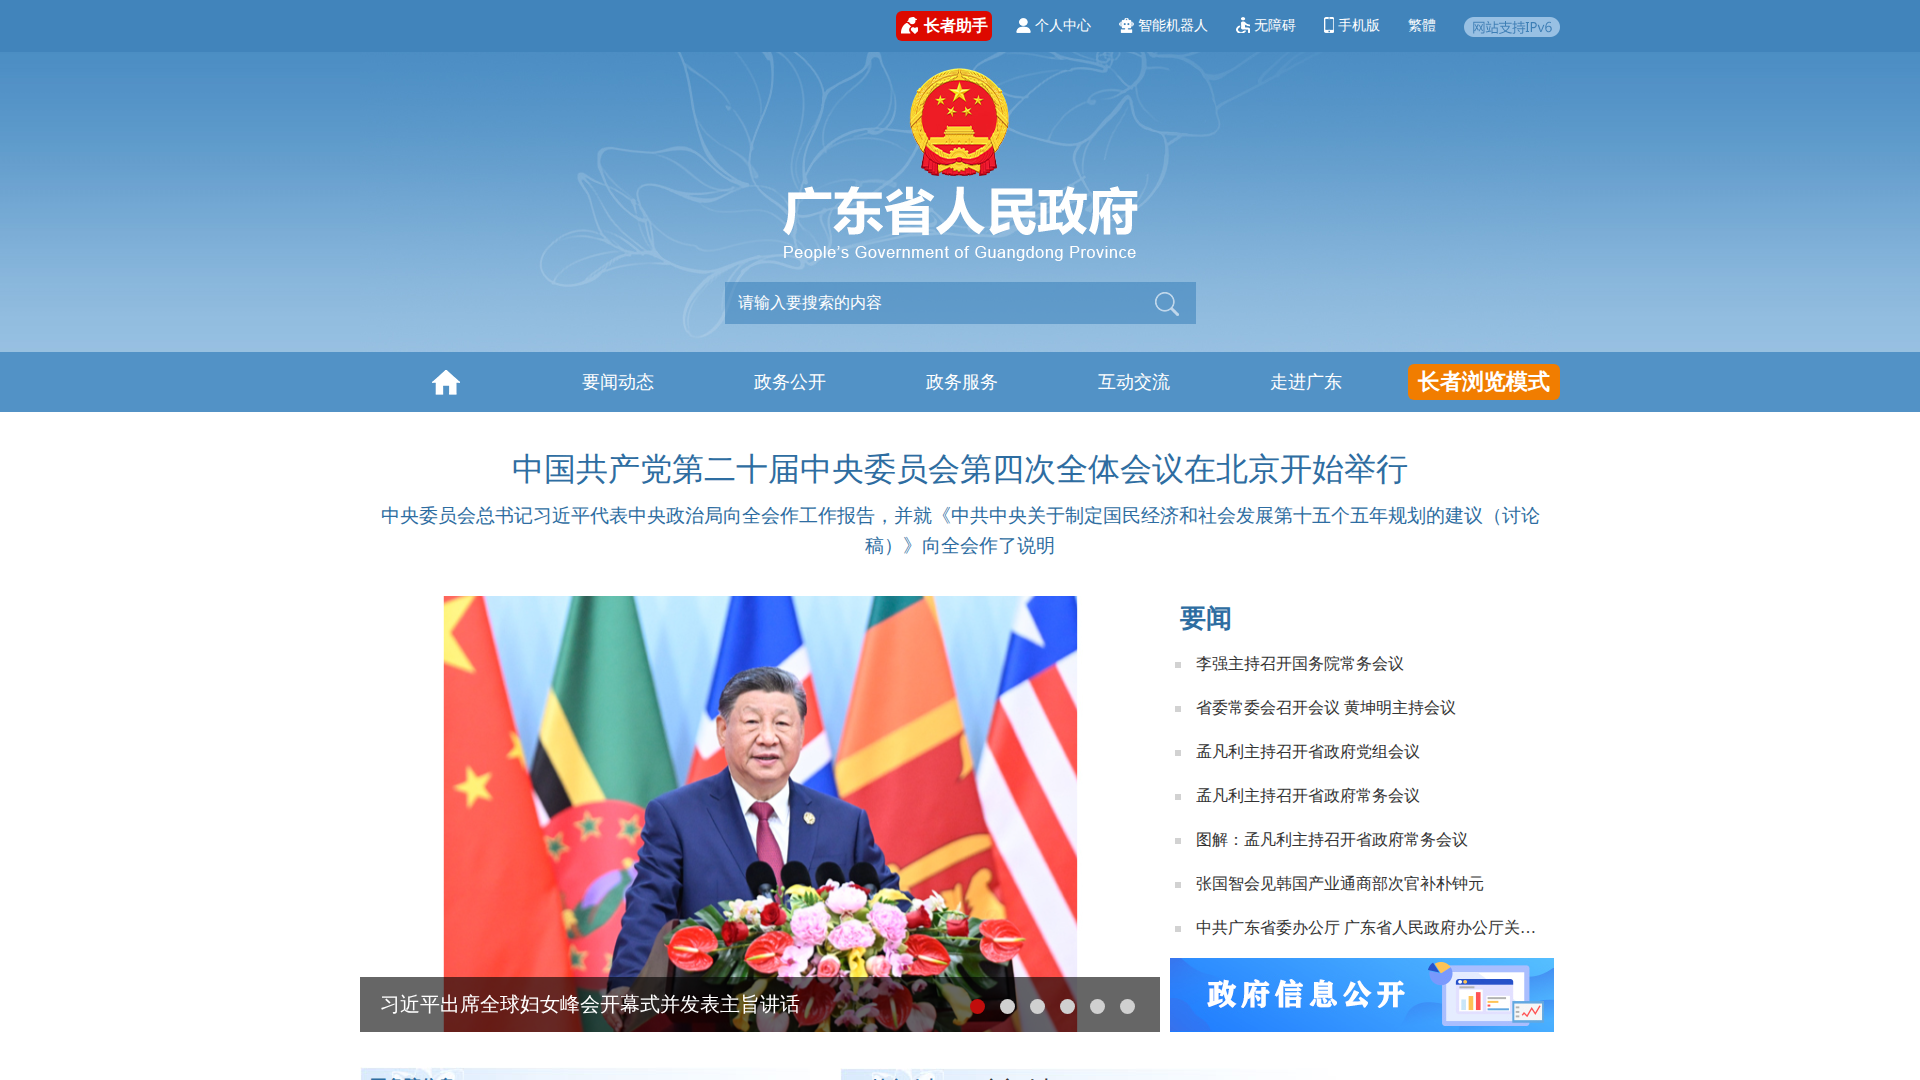 长者助手
个人中心
智能机器人
无障碍
手机版
繁體
网站支持IPv6
广东省人民政府
People's Government of Guangdong Province
请输入要搜索的内容
要闻动态
政务公开
政务服务
互动交流
走进广东
长者浏览模式
中国共产党第二十届中央委员会第四次全体会议在北京开始举行
中央委员会总书记习近平代表中央政治局向全会作工作报告，并就《中共中央关于制定国民经济和社会发展第十五个五年规划的建议（讨论
稿）》向全会作了说明
习近平出席全球妇女峰会开幕式并发表主旨讲话
要闻
李强主持召开国务院常务会议
省委常委会召开会议 黄坤明主持会议
孟凡利主持召开省政府党组会议
孟凡利主持召开省政府常务会议
图解：孟凡利主持召开省政府常务会议
张国智会见韩国产业通商部次官补朴钟元
中共广东省委办公厅 广东省人民政府办公厅关…
政府信息公开